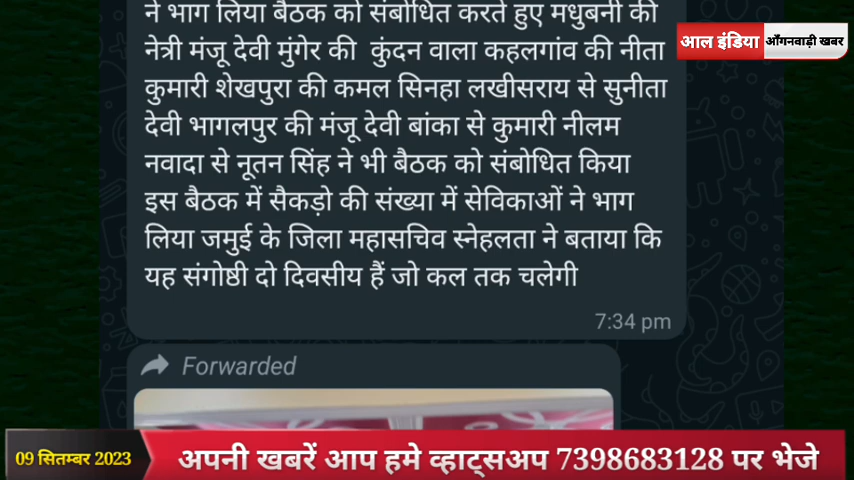 ने भाग लिया बैठक को संबोधित करते हुए मधुबनी की
नेत्री मंजू देवी मुंगेर की कुंदन वाला कहलगांव की नीता
कुमारी शेखपुरा की कमल सिनहा लखीसराय से सुनीता
देवी भागलपुर की मंजू देवी बांका से कुमारी नीलम
नवादा से नूतन सिंह ने भी बैठक को संबोधित किया
इस बैठक में सैकड़ो की संख्या में सेविकाओं ने भाग
लिया जमुई के जिला महासचिव स्नेहलता ने बताया कि
यह संगोष्ठी दो दिवसीय हैं जो कल तक चलेगी
7:34 pm
Forwarded
आल इंडिया आँगनवाड़ी खबर
09 सितम्बर 2023
अपनी खबरें आप हमे व्हाट्सअप 7398683128 पर भेजे